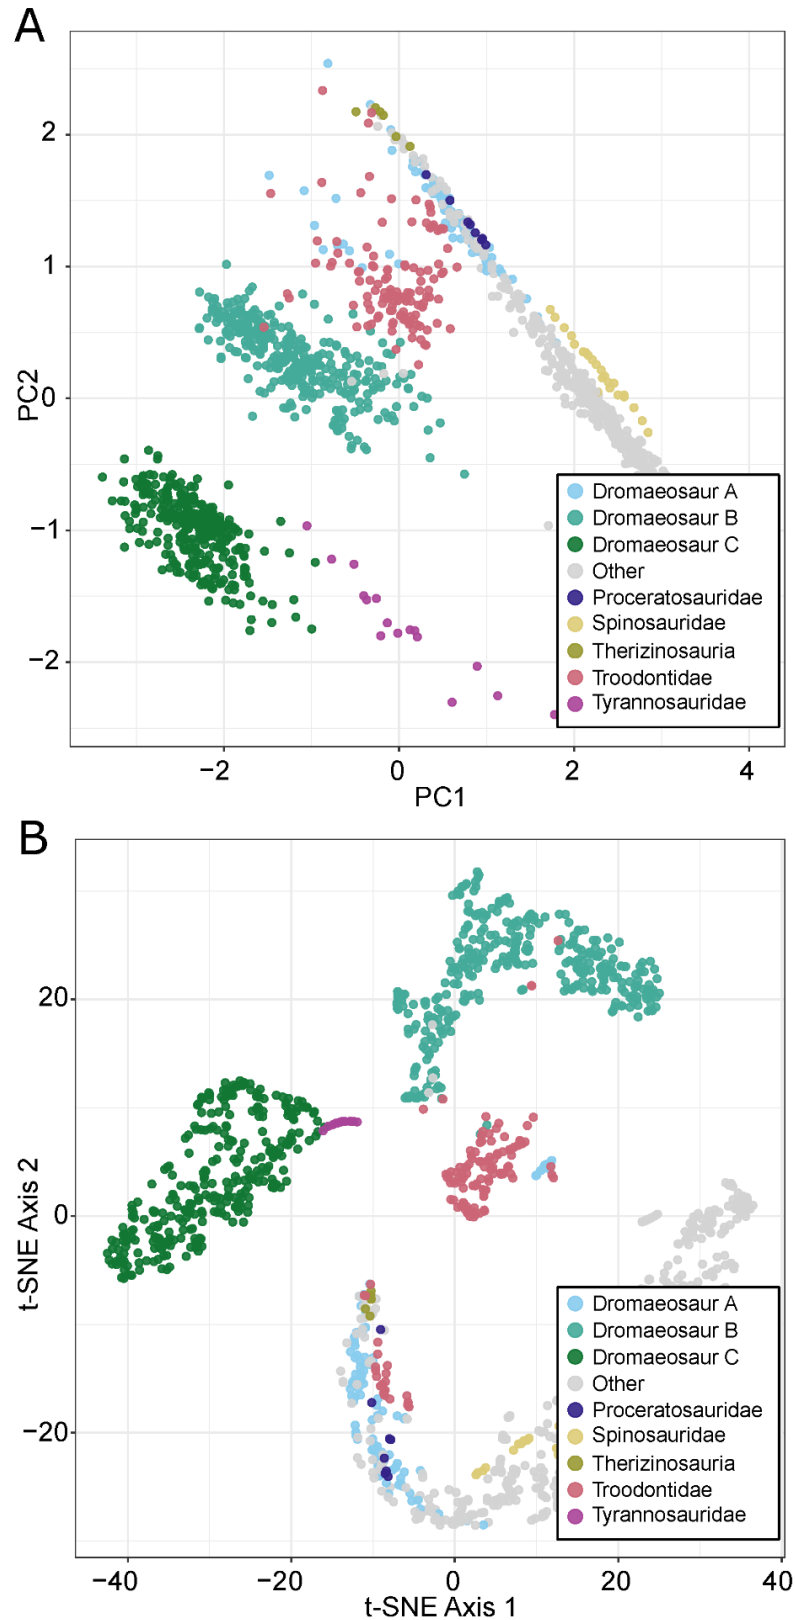 A
2
1
0
−1
−2
PC2
Dromaeosaur A
Dromaeosaur B
Dromaeosaur C
Other
Proceratosauridae
Spinosauridae
Therizinosauria
Troodontidae
Tyrannosauridae
−2 0 2 4
PC1
B
20
0
−20
t-SNE Axis 2
Dromaeosaur A
Dromaeosaur B
Dromaeosaur C
Other
Proceratosauridae
Spinosauridae
Therizinosauria
Troodontidae
Tyrannosauridae
−40 −20 0 20 40
t-SNE Axis 1